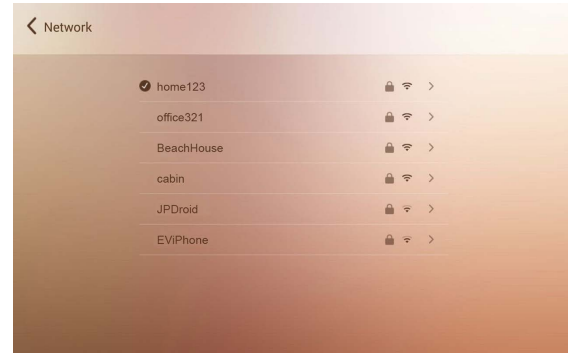 Network
home123
office321
BeachHouse
cabin
JPDroid
EViPhone